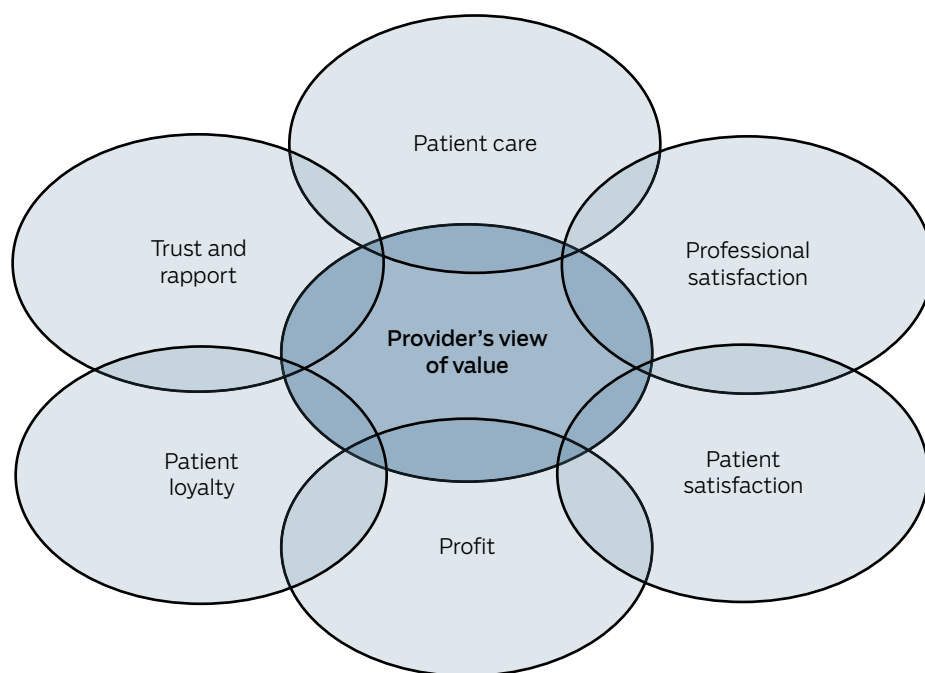 Patient care
Trust and
rapport
Professional
satisfaction
Provider’s view
of value
Patient
loyalty
Patient
satisfaction
Profit